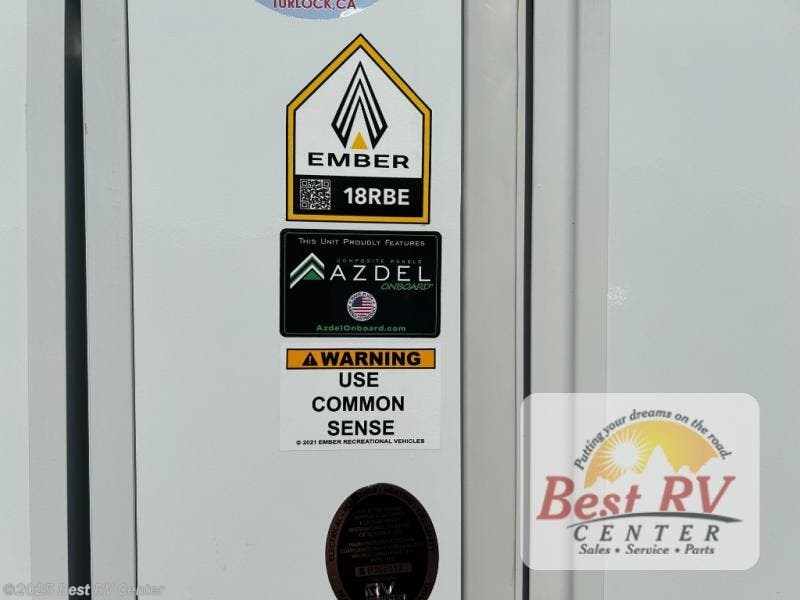 TURLOCK, CA
EMBER
18RBE
THIS UNIT PROUDLY FEATURES
COMPOSITE PANELS
AZDEL
ONBOARD
AzdelOnboard.com
WARNING
USE
COMMON
SENSE
© 2021 EMBER RECREATIONAL VEHICLES
RV
Putting your dreams on the road.
Best RV
CENTER
Sales • Service • Parts
©2025 Best RV Center